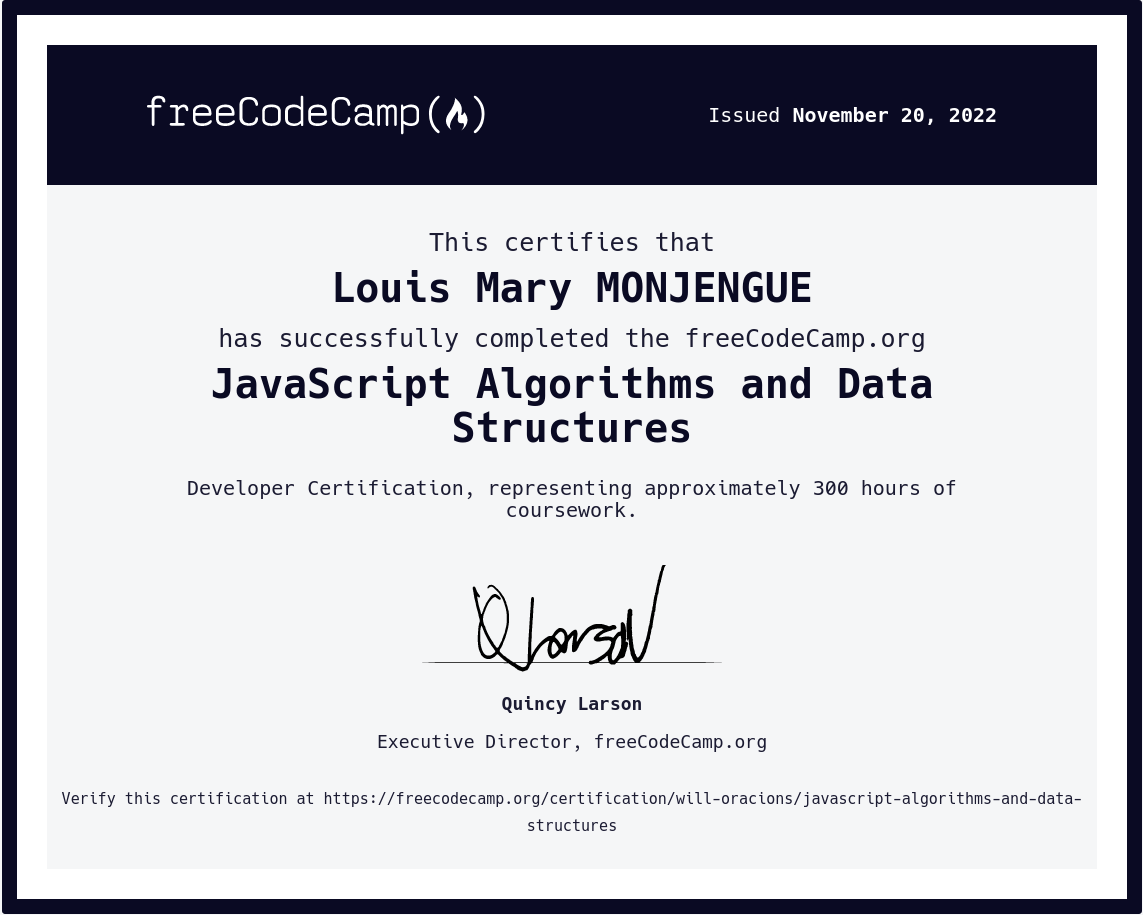 freeCodeCamp(🔥)
Issued November 20, 2022
This certifies that
Louis Mary MONJENGUE
has successfully completed the freeCodeCamp.org
JavaScript Algorithms and Data
Structures
Developer Certification, representing approximately 300 hours of
coursework.
Q Larson
Quincy Larson
Executive Director, freeCodeCamp.org
Verify this certification at https://freecodecamp.org/certification/will-oracions/javascript-algorithms-and-data-
structures